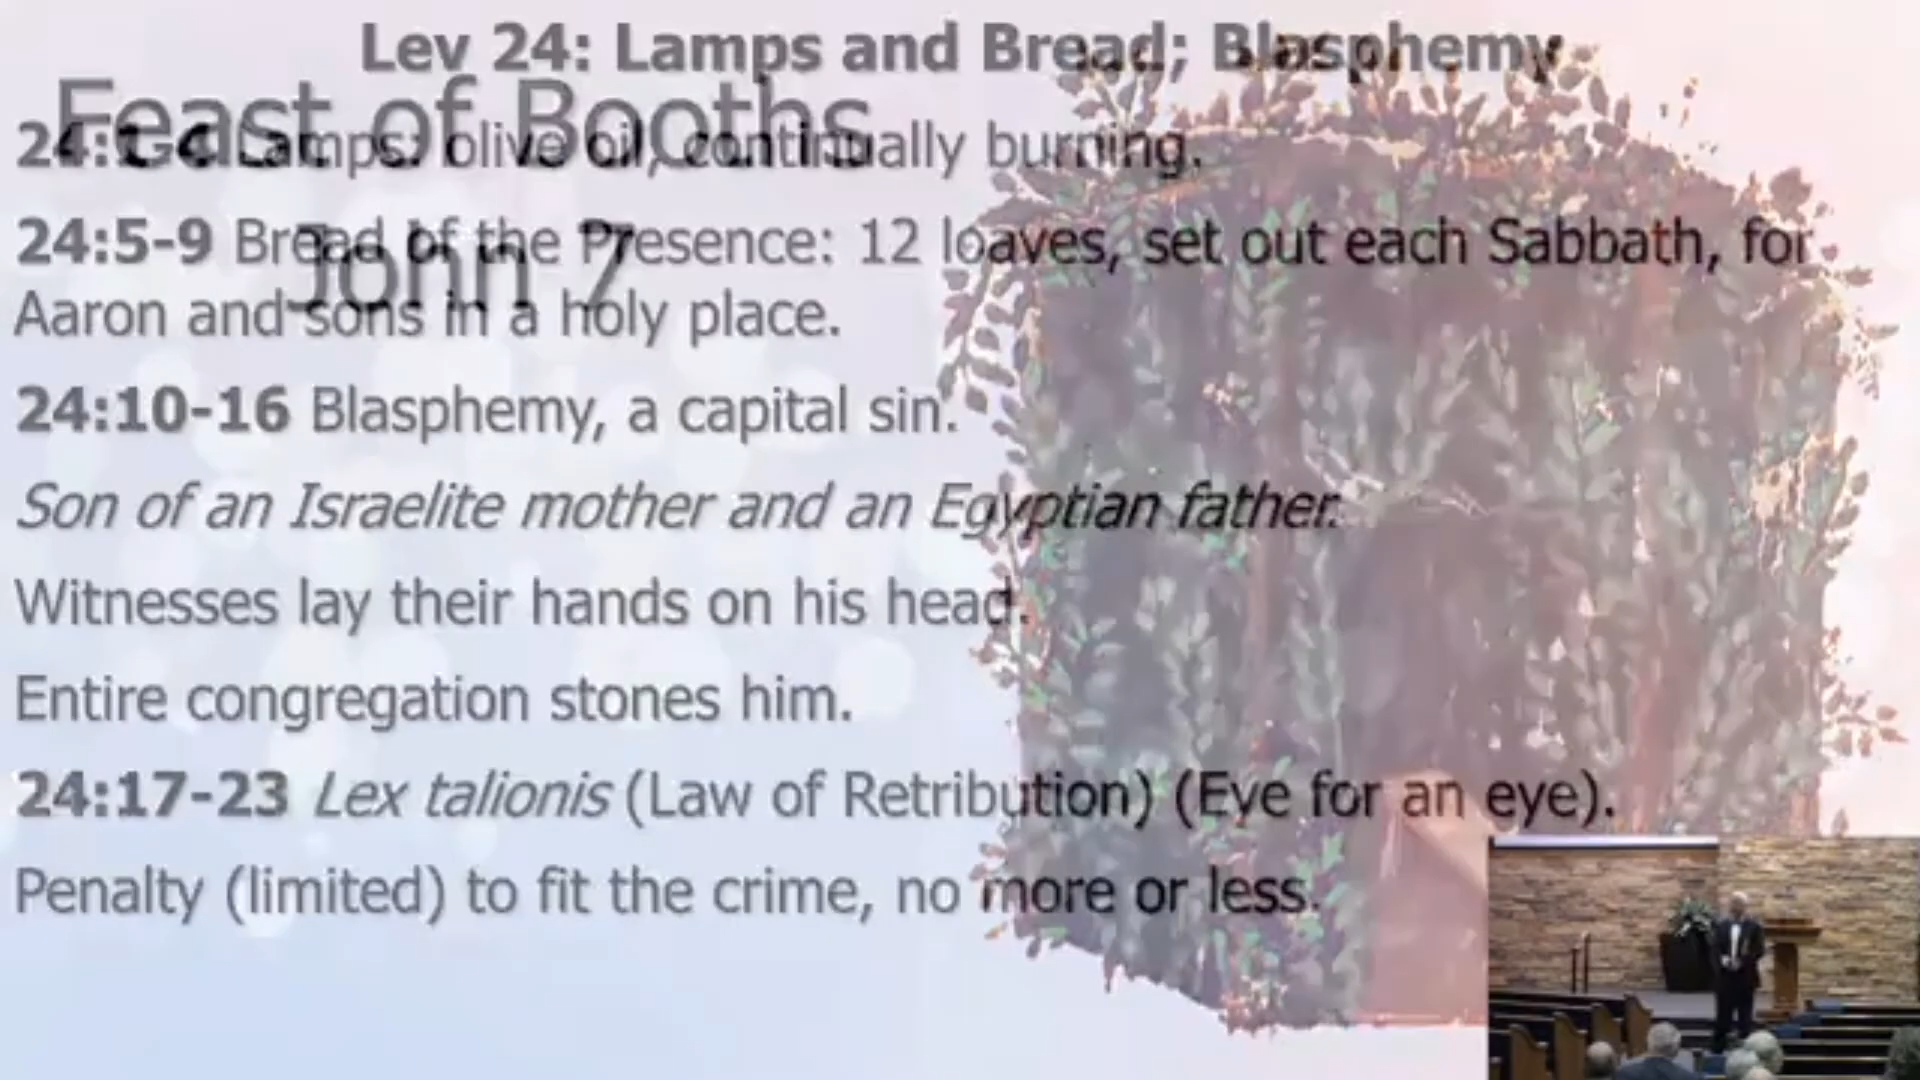 Lev 24: Lamps and Bread; Blasphemy
Feast of Booths
24:1-4 Lamps: olive oil, continually burning.
24:5-9 Bread of the Presence: 12 loaves, set out each Sabbath, for
John 7
Aaron and sons in a holy place.
24:10-16 Blasphemy, a capital sin.
Son of an Israelite mother and an Egyptian father.
Witnesses lay their hands on his head.
Entire congregation stones him.
24:17-23 Lex talionis (Law of Retribution) (Eye for an eye).
Penalty (limited) to fit the crime, no more or less.